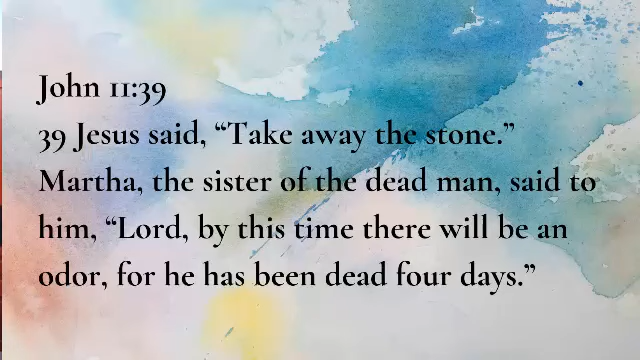 John 11:39
39 Jesus said, “Take away the stone.”
Martha, the sister of the dead man, said to
him, “Lord, by this time there will be an
odor, for he has been dead four days.”